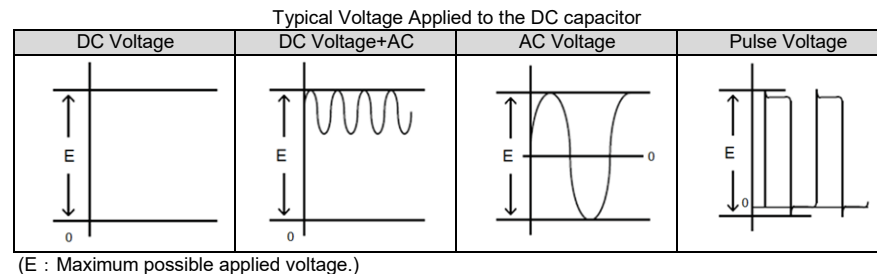 Typical Voltage Applied to the DC capacitor
DC Voltage DC Voltage+AC AC Voltage Pulse Voltage
E E E E
0 0
0 0
(E : Maximum possible applied voltage.)